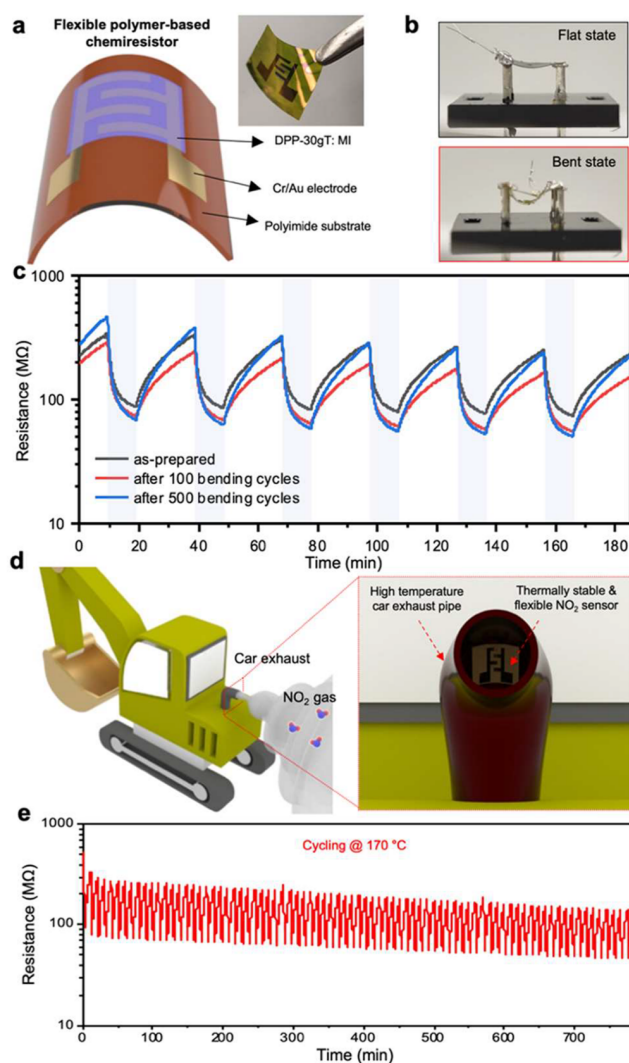 a
Flexible polymer-based
chemiresistor
DPP-30gT: MI
Cr/Au electrode
Polyimide substrate
b
Flat state
Bent state
c
1000
100
10
Resistance (MΩ)
as-prepared
after 100 bending cycles
after 500 bending cycles
0 20 40 60 80 100 120 140 160 180
Time (min)
d
Car exhaust
NO₂ gas
High temperature
car exhaust pipe
Thermally stable &
flexible NO₂ sensor
e
1000
100
10
Resistance (MΩ)
Cycling @ 170 °C
0 100 200 300 400 500 600 700
Time (min)